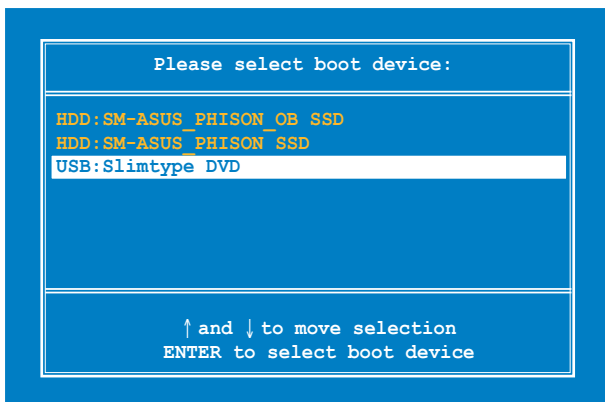 Please select boot device:
HDD:SM-ASUS_PHISON_OB SSD
HDD:SM-ASUS_PHISON SSD
USB:Slimtype DVD
↑ and ↓ to move selection
ENTER to select boot device